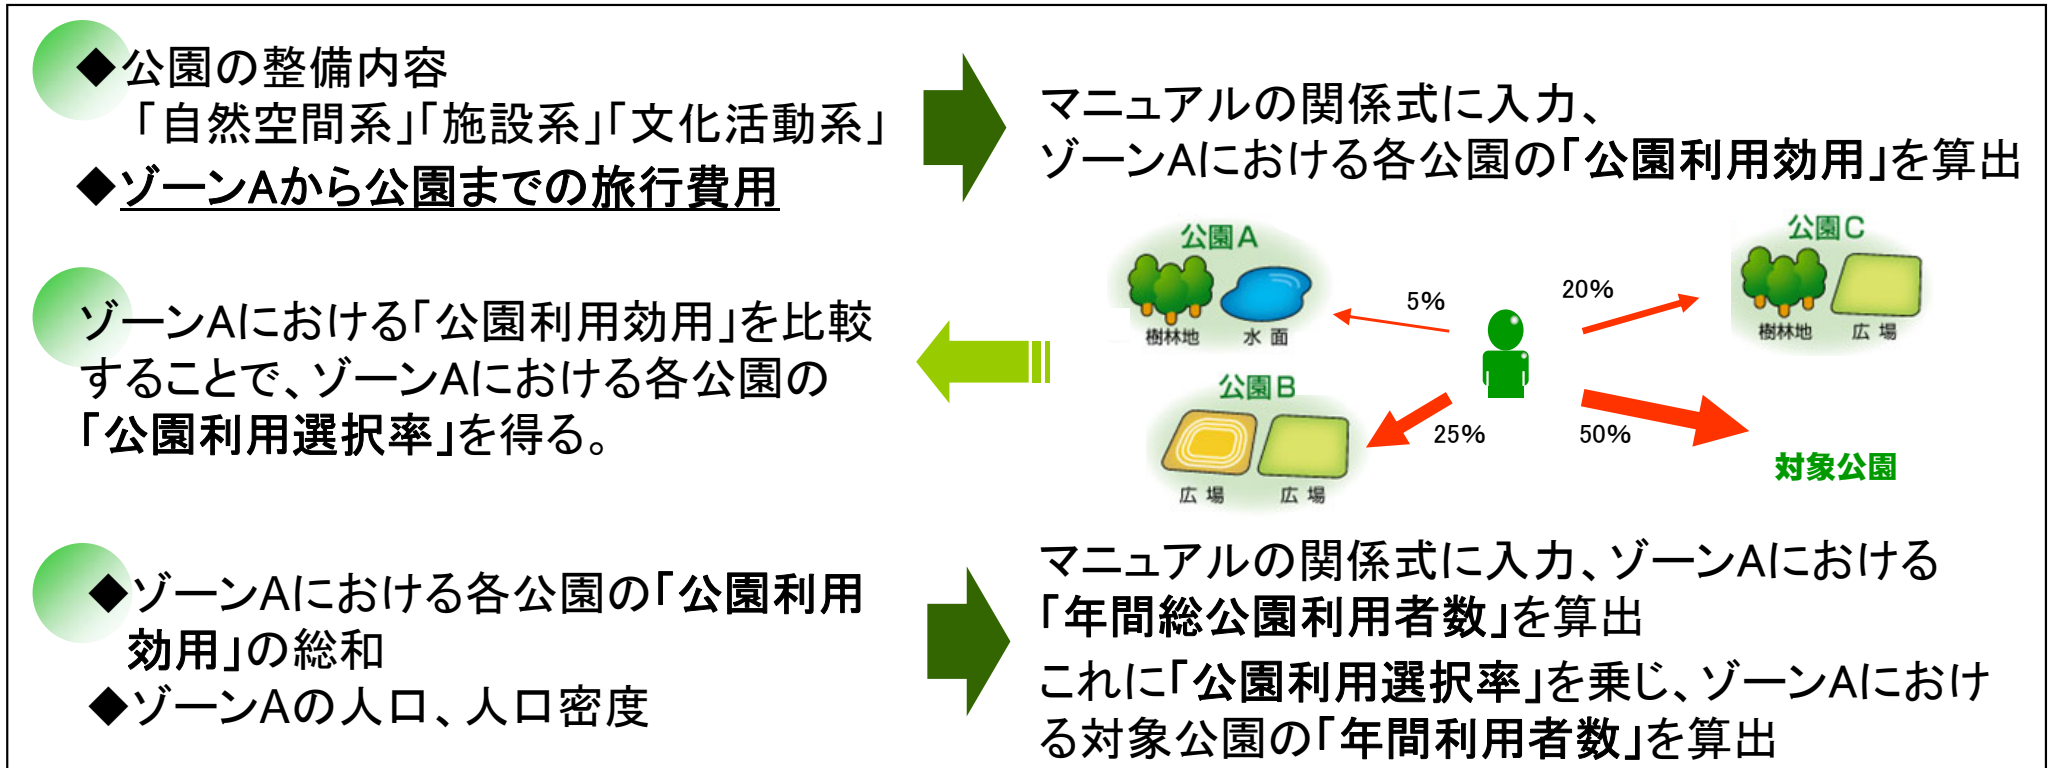 ◆公園の整備内容
「自然空間系」「施設系」「文化活動系」
◆ゾーンAから公園までの旅行費用
マニュアルの関係式に入力、
ゾーンAにおける各公園の「公園利用効用」を算出
ゾーンAにおける「公園利用効用」を比較
することで、ゾーンAにおける各公園の
「公園利用選択率」を得る。
公園A
樹林地 水面
5%
20%
公園C
樹林地 広場
公園B
広場 広場
25%
50%
対象公園
◆ゾーンAにおける各公園の「公園利用
効用」の総和
◆ゾーンAの人口、人口密度
マニュアルの関係式に入力、ゾーンAにおける
「年間総公園利用者数」を算出
これに「公園利用選択率」を乗じ、ゾーンAにおけ
る対象公園の「年間利用者数」を算出